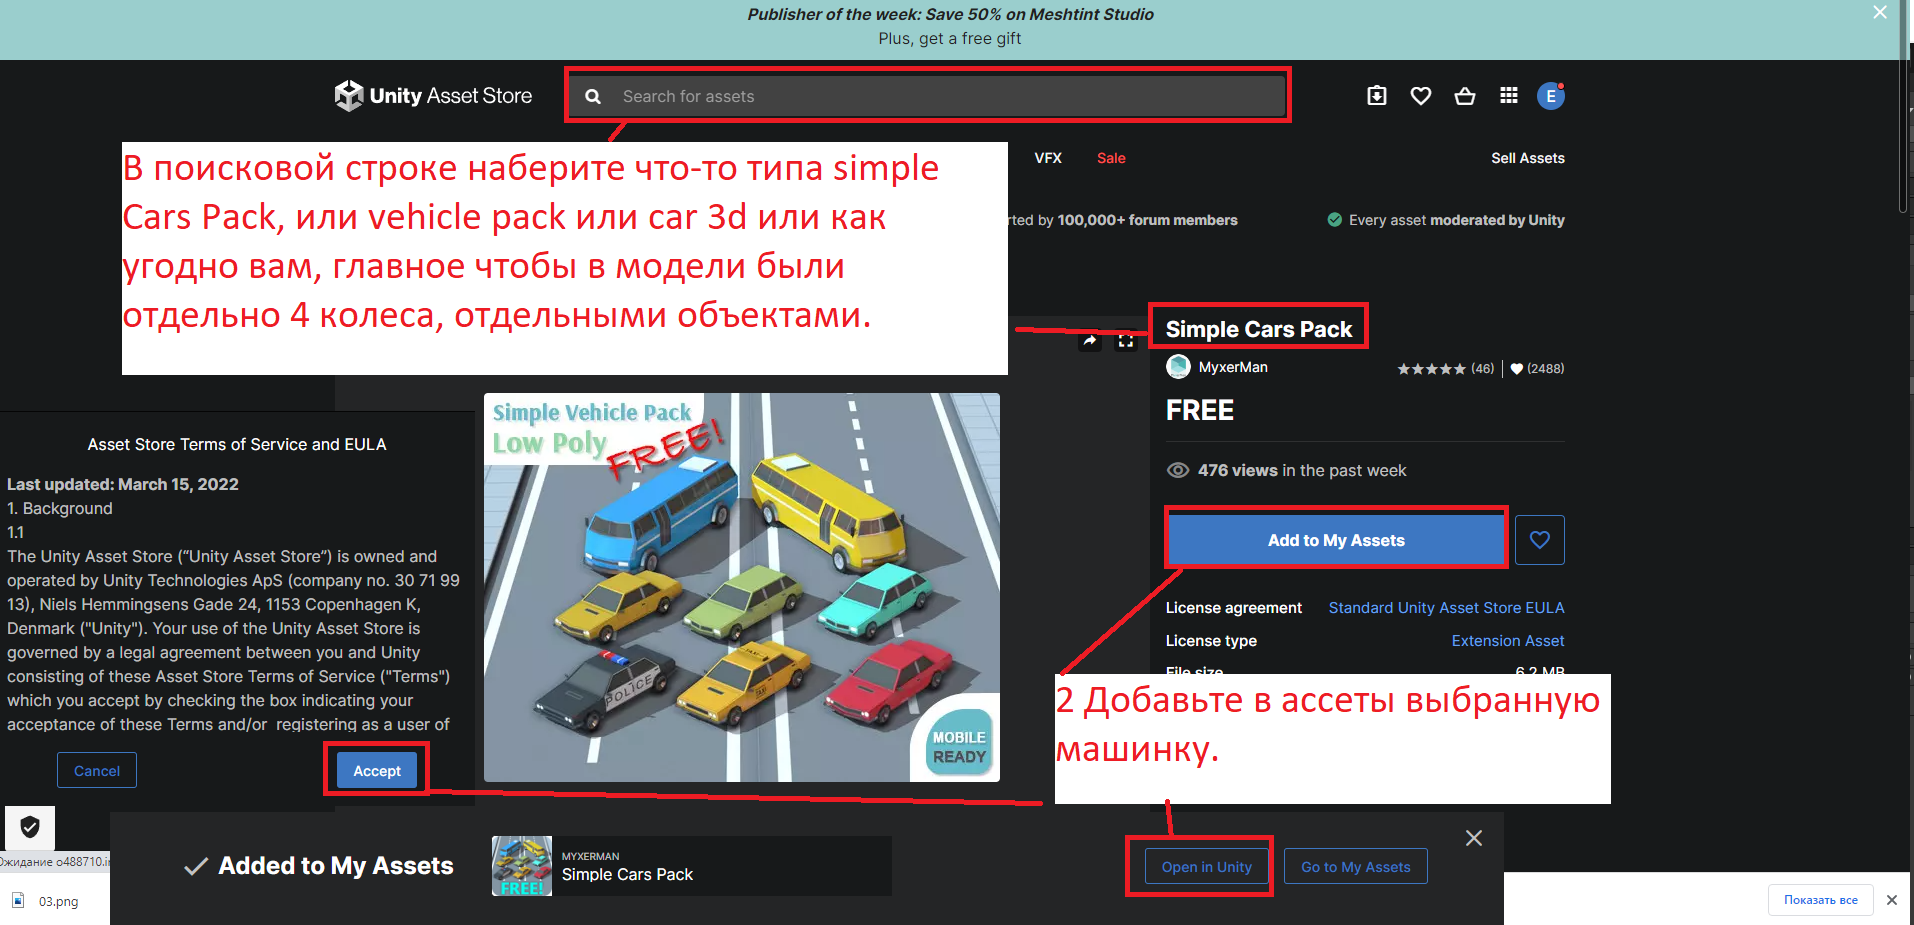 Publisher of the week: Save 50% on Meshtint Studio
Plus, get a free gift
Unity Asset Store
Search for assets
E
В поисковой строке наберите что-то типа simple
Cars Pack, или vehicle pack или car 3d или как
угодно вам, главное чтобы в модели были
отдельно 4 колеса, отдельными объектами.
VFX
Sale
Sell Assets
by 100,000+ forum members
Every asset moderated by Unity
Simple Cars Pack
MyxerMan
(46)
(2488)
FREE
476 views in the past week
Add to My Assets
License agreement
Standard Unity Asset Store EULA
License type
Extension Asset
File size
6.2 MB
Simple Vehicle Pack
Low Poly
FREE!
POLICE
TAXI
TAXI
MOBILE
READY
Asset Store Terms of Service and EULA
Last updated: March 15, 2022
1. Background
1.1
The Unity Asset Store (“Unity Asset Store”) is owned and
operated by Unity Technologies ApS (company no. 30 71 99
13), Niels Hemmingsens Gade 24, 1153 Copenhagen K,
Denmark ("Unity"). Your use of the Unity Asset Store is
governed by a legal agreement between you and Unity
consisting of these Asset Store Terms of Service ("Terms")
which you accept by checking the box indicating your
acceptance of these Terms and/or registering as a user of
Cancel
Accept
2 Добавьте в ассеты выбранную
машинку.
Added to My Assets
FREE!
MYXERMAN
Simple Cars Pack
Open in Unity
Go to My Assets
Ожидание o488710.in
03.png
Показать все